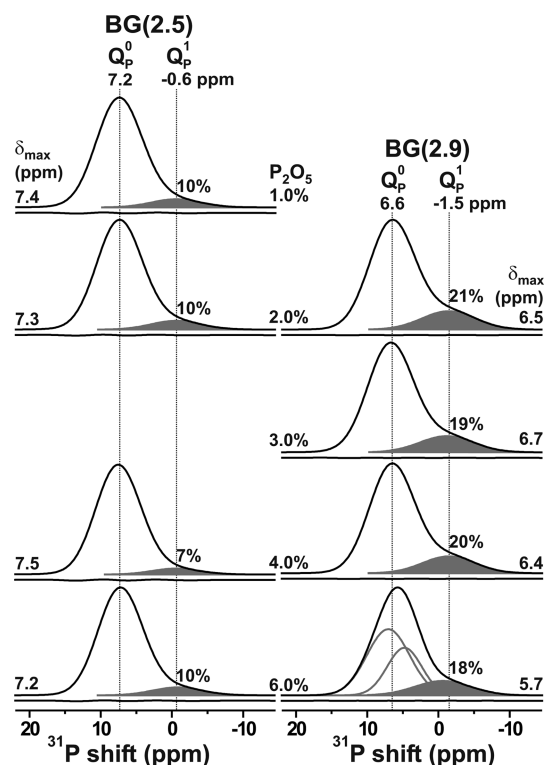 BG(2.5)
Q_P^0 Q_P^1
7.2 -0.6 ppm
δmax
(ppm)
7.4
10%
P2O5
1.0%
BG(2.9)
Q_P^0 Q_P^1
6.6 -1.5 ppm
7.3
10%
2.0%
21%
δmax
(ppm)
6.5
3.0%
19%
6.7
7.5
7%
4.0%
20%
6.4
7.2
10%
6.0%
18%
5.7
20 10 0 -10
20 10 0 -10
31P shift (ppm)
31P shift (ppm)